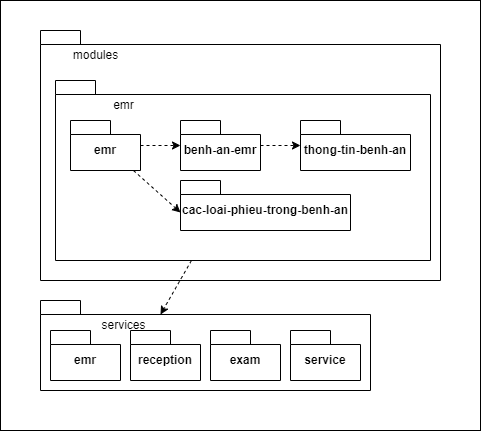 modules
emr
emr
benh-an-emr
thong-tin-benh-an
cac-loai-phieu-trong-benh-an
services
emr
reception
exam
service